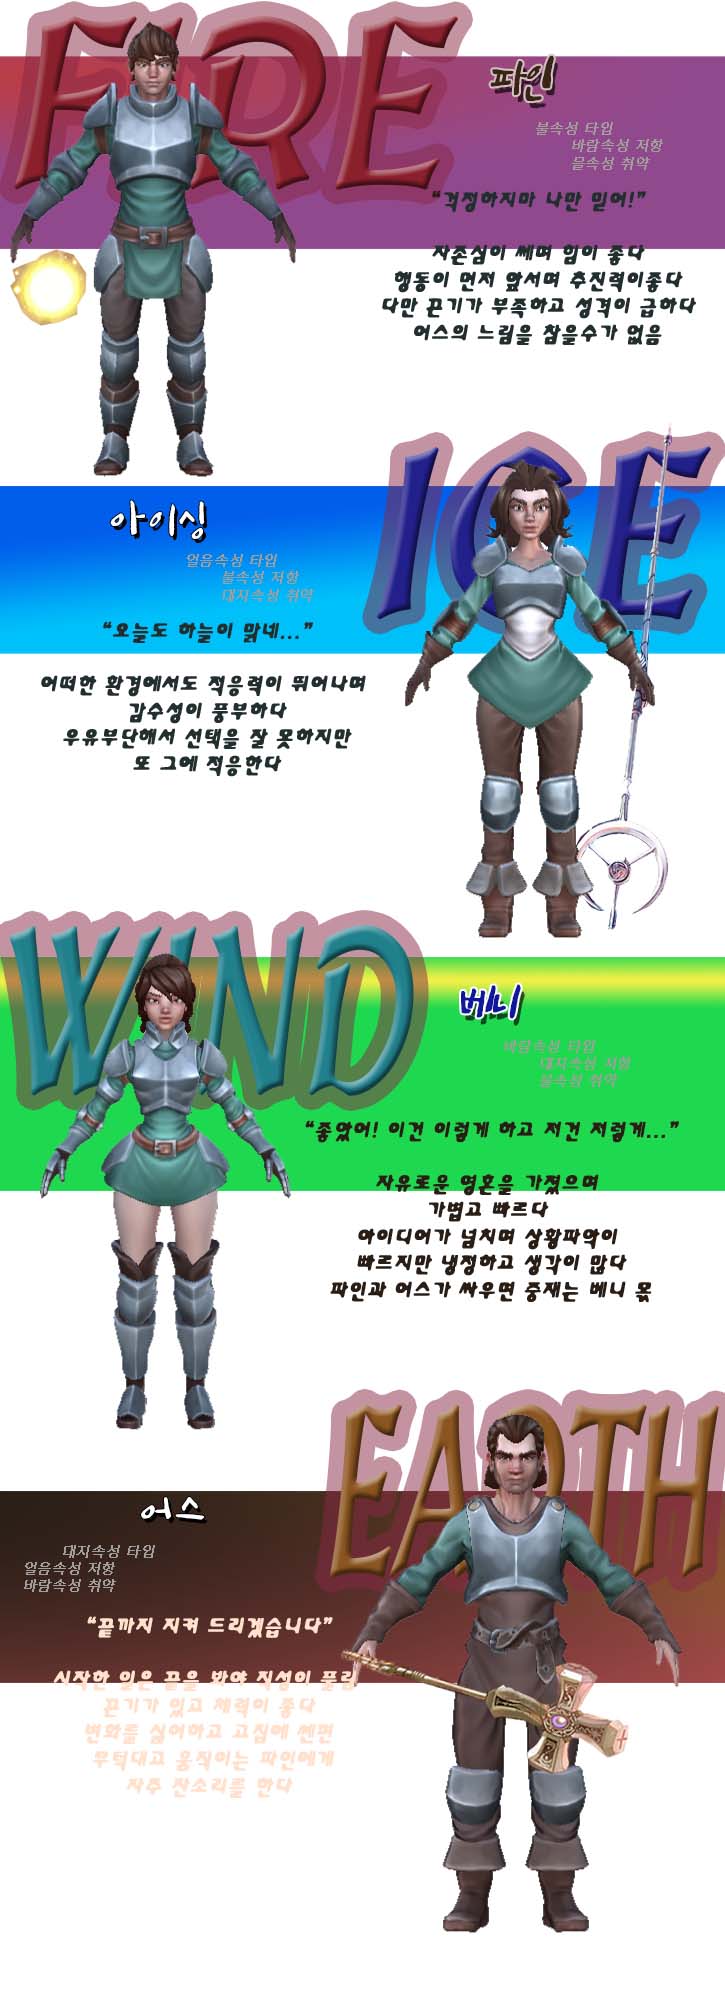 FIRE
파인
불속성 타입
바람속성 저항
물속성 취약
“걱정하지마 나만 믿어!”
자존심이 쎄며 힘이 좋다
행동이 먼저 앞서며 추진력이좋다
다만 끈기가 부족하고 성격이 급하다
어스의 느림을 참을수가 없음
ICE
아이싱
얼음속성 타입
불속성 저항
대지속성 취약
“오늘도 하늘이 맑네...”
어떠한 환경에서도 적응력이 뛰어나며
감수성이 풍부하다
우유부단해서 선택을 잘 못하지만
또 그에 적응한다
WIND
베니
바람속성 타입
대지속성 저항
불속성 취약
“좋았어! 이건 이렇게 하고 저건 저렇게...”
자유로운 영혼을 가졌으며
가볍고 빠르다
아이디어가 넘치며 상황파악이
빠르지만 냉정하고 생각이 많다
파인과 어스가 싸우면 중재는 베니 몫
EARTH
어스
대지속성 타입
얼음속성 저항
바람속성 취약
“끝까지 지켜 드리겠습니다”
시작한 일은 끝을 봐야 직성이 풀림
끈기가 있고 체력이 좋다
변화를 싫어하고 고집에 쎈편
무턱대고 움직이는 파인에게
자주 잔소리를 한다